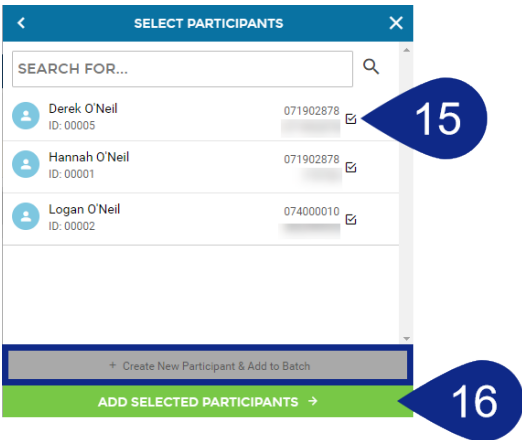 SELECT PARTICIPANTS
SEARCH FOR...
Derek O'Neil 071902878
ID: 00005
15
Hannah O'Neil 071902878
ID: 00001
Logan O'Neil 074000010
ID: 00002
+ Create New Participant & Add to Batch
ADD SELECTED PARTICIPANTS →
16